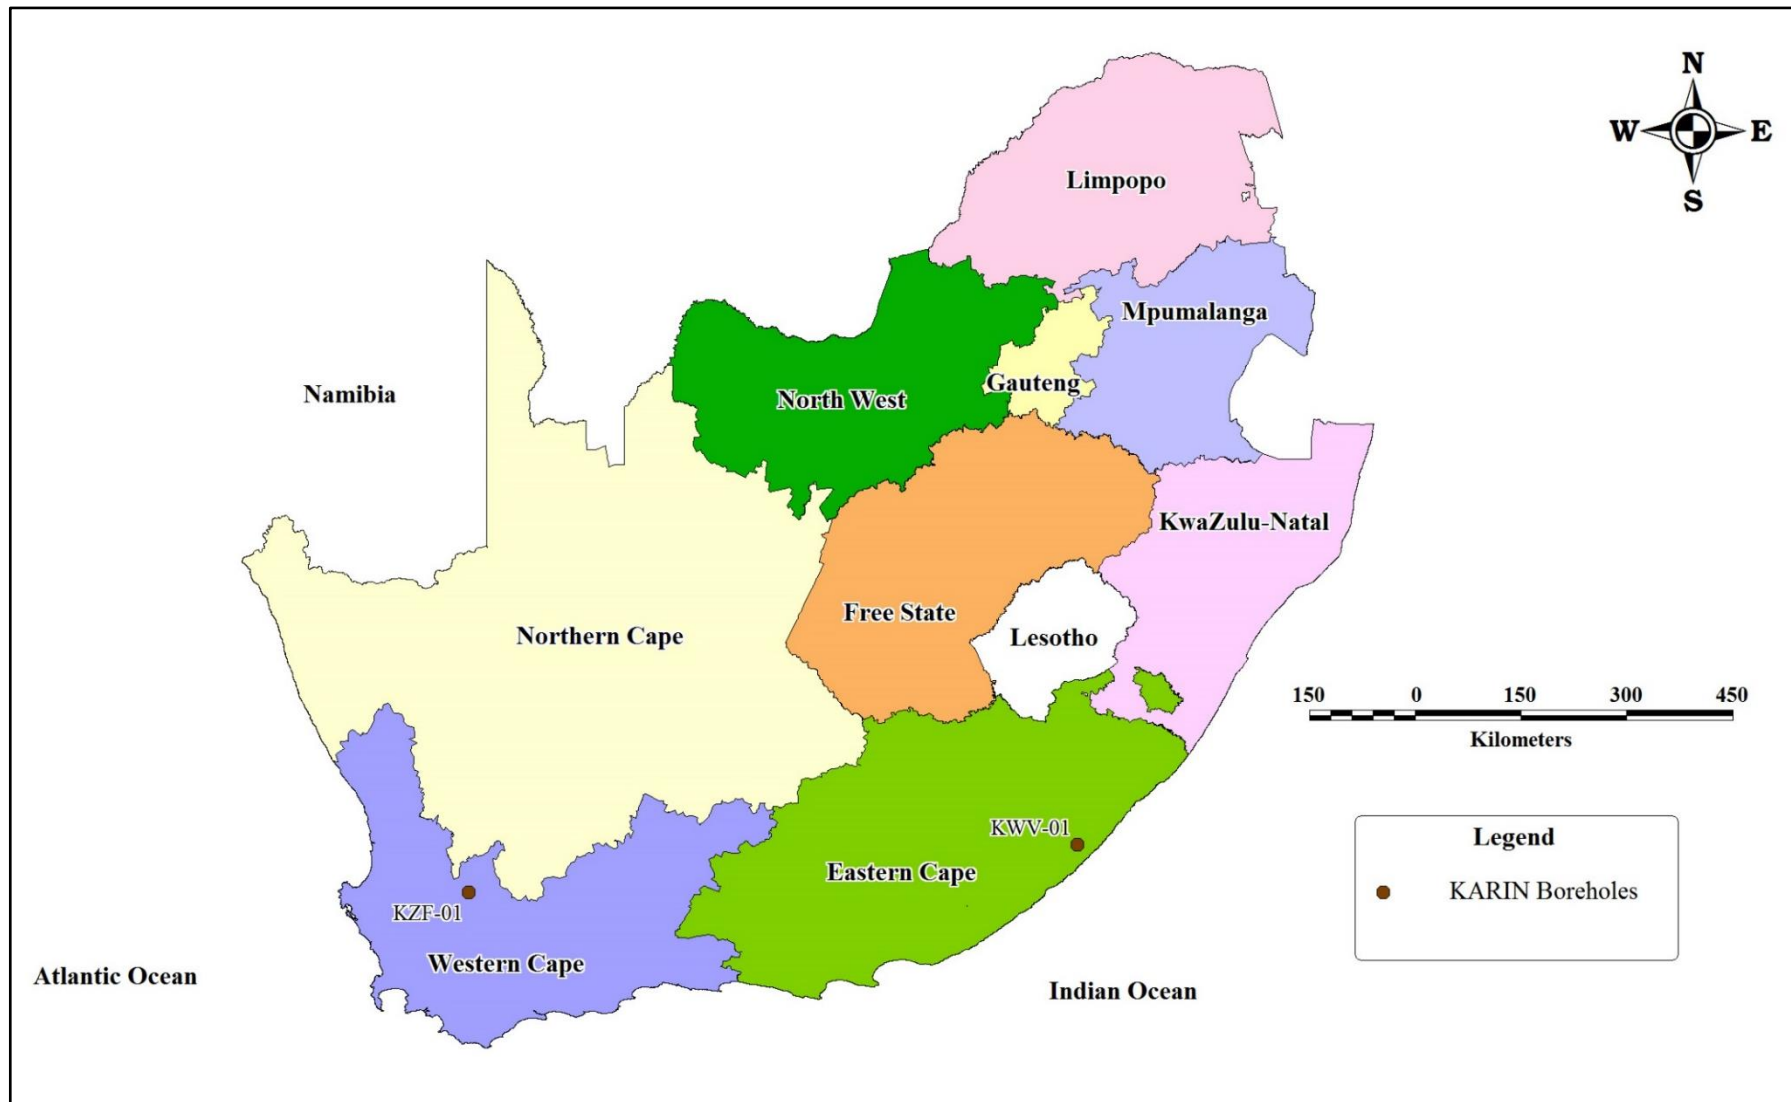 N
W E
S
Limpopo
Mpumalanga
Namibia
Gauteng
North West
KwaZulu-Natal
Free State
Northern Cape
Lesotho
150 0 150 300 450
Kilometers
KWV-01
Eastern Cape
KZF-01
Western Cape
Atlantic Ocean
Indian Ocean
Legend
KARIN Boreholes